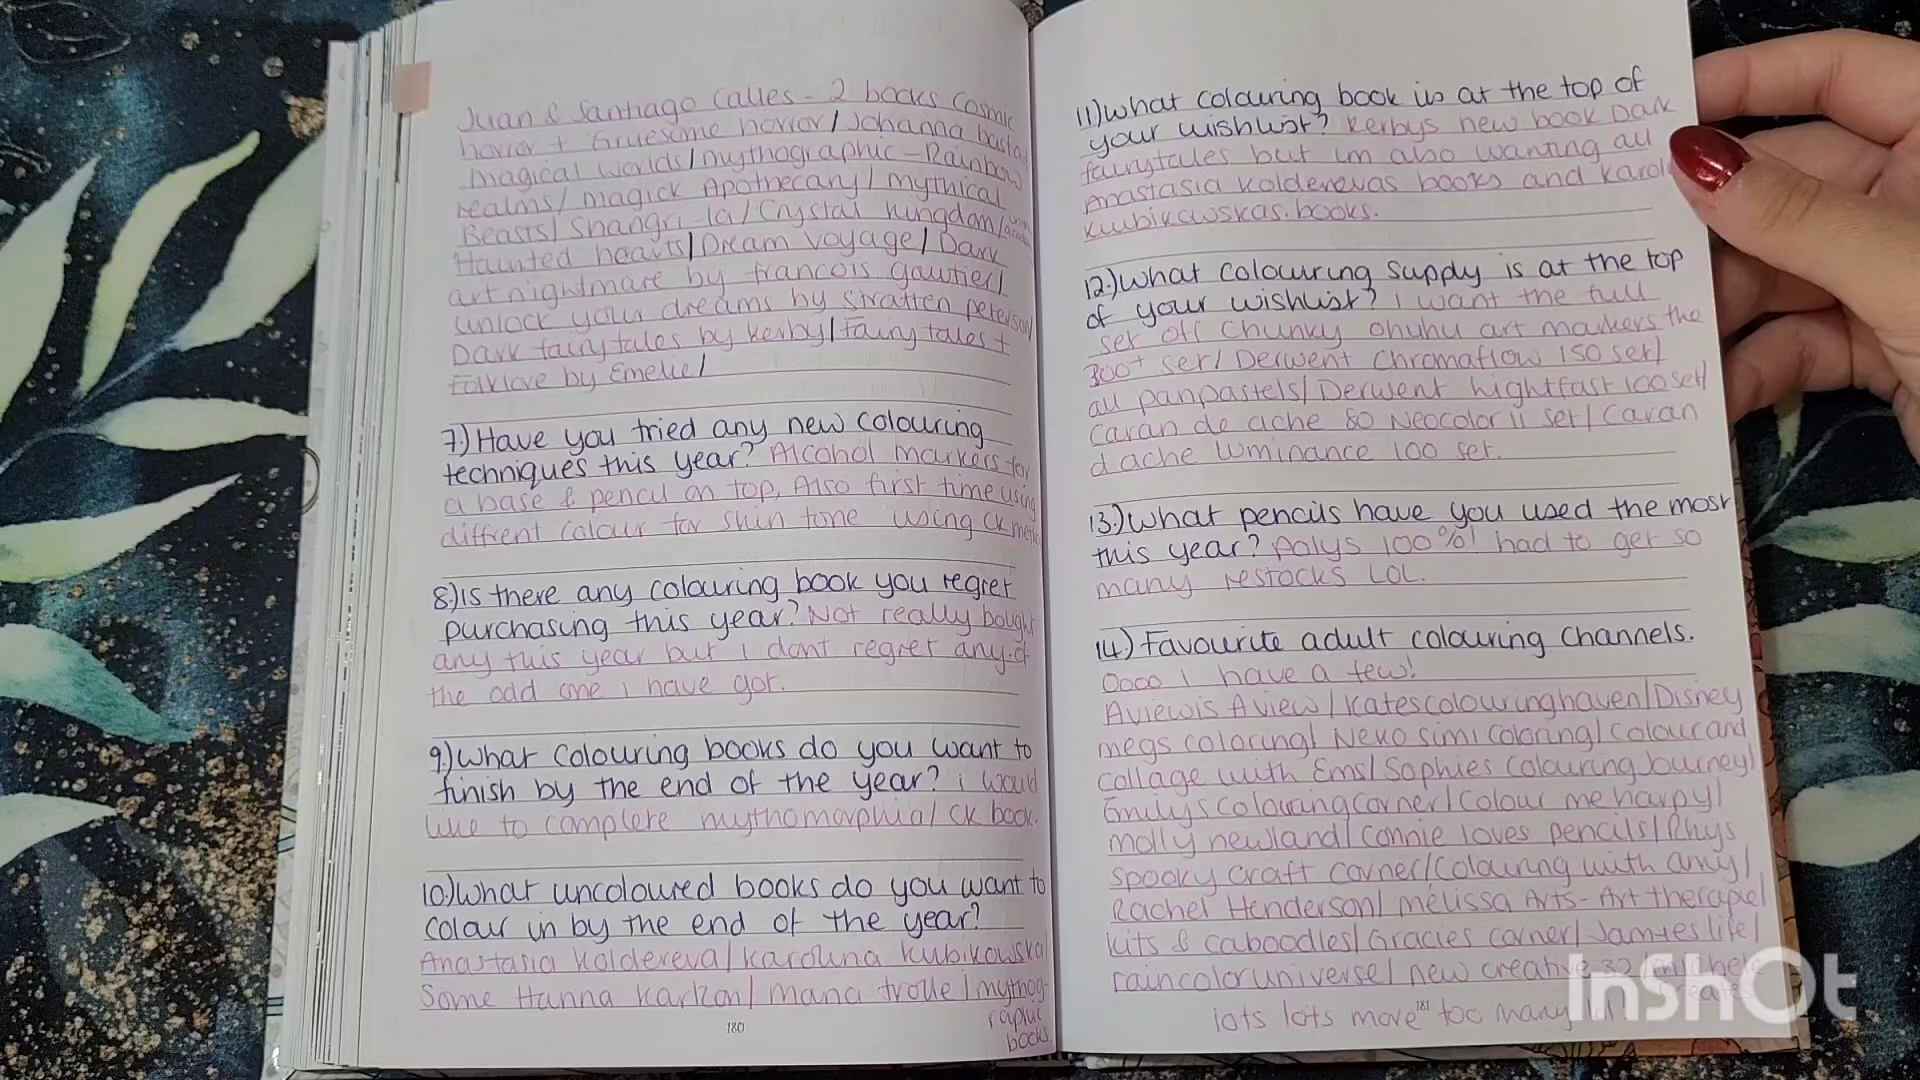 Juan & Santiago Calles - 2 books Cosmic
horror + Gruesome horror/Johanna basford
magical worlds/mythographic - Rainbow
realms/magick Apothecary/mythical
Beasts/Shangri-la/Crystal Kingdom/
Haunted hearts/Dream voyage/Dark
art nightmare by francois gautier/
unlock your dreams by Stratten peterson/
Dark fairytales by kerby/fairytales +
Folklore by Emelie/
7.) Have you tried any new colouring
techniques this year? Alcohol markers for
a base & pencil on top, Also first time using
diffrent colour for skin tone using CK
8.) Is there any colouring book you regret
purchasing this year? Not really bought
any this year but i dont regret any of
the odd one i have got.
9.) What colouring books do you want to
finish by the end of the year? i would
like to complete mythomorphia/CK book.
10.) What uncoloured books do you want to
colour in by the end of the year?
Anastasia koldereva/karolina kubikowska/
Some Hanna karlzon/mana trolle/mythog-
raphic
books.
180
11) What colouring book is at the top of
your wishlist? kerbys new book Dark
fairytales but im also wanting all
Anastasia kolderevas books and karol
kubikowskas.books.
12.) What colouring supply is at the top
of your wishlist? i want the full
set off chunky ohuhu art markers the
300+ set/Derwent Chromaflow 150 set/
all panpastels/Derwent lightfast 100 set/
caran de ache 80 Neocolor ii set/caran
d ache luminance 100 set.
13.) What pencils have you used the most
this year? Polys 100%! had to get so
many restocks LOL.
14.) Favourite adult colouring channels.
Oooo i have a few!
Aviewis Aview/katescolouringhaven/Disney
megs coloring/Neko simi coloring/colour and
collage with Ems/Sophies Colouring Journey/
Emilyscolouringcorner/colour me harpy/
molly newland/connie loves pencils/Rhys
spooky craft corner/Colouring with amy/
Rachel Henderson/mélissa Arts-Art therapie/
kits & caboodles/Gracies corner/Jamies life/
raincoloruniverse/new creative 32/
lots lots more too many
181
InShOt